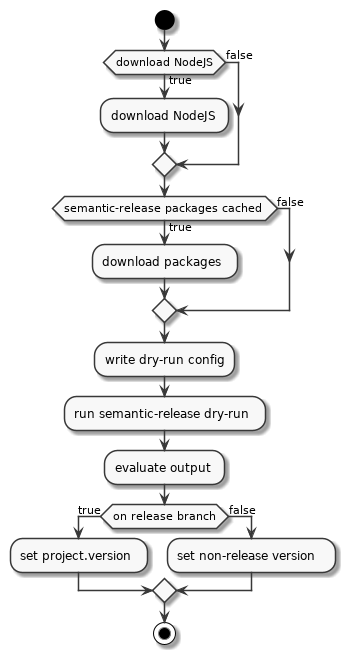 download NodeJS
false
true
download NodeJS
semantic-release packages cached
false
true
download packages
write dry-run config
run semantic-release dry-run
evaluate output
true
on release branch
false
set project.version
set non-release version